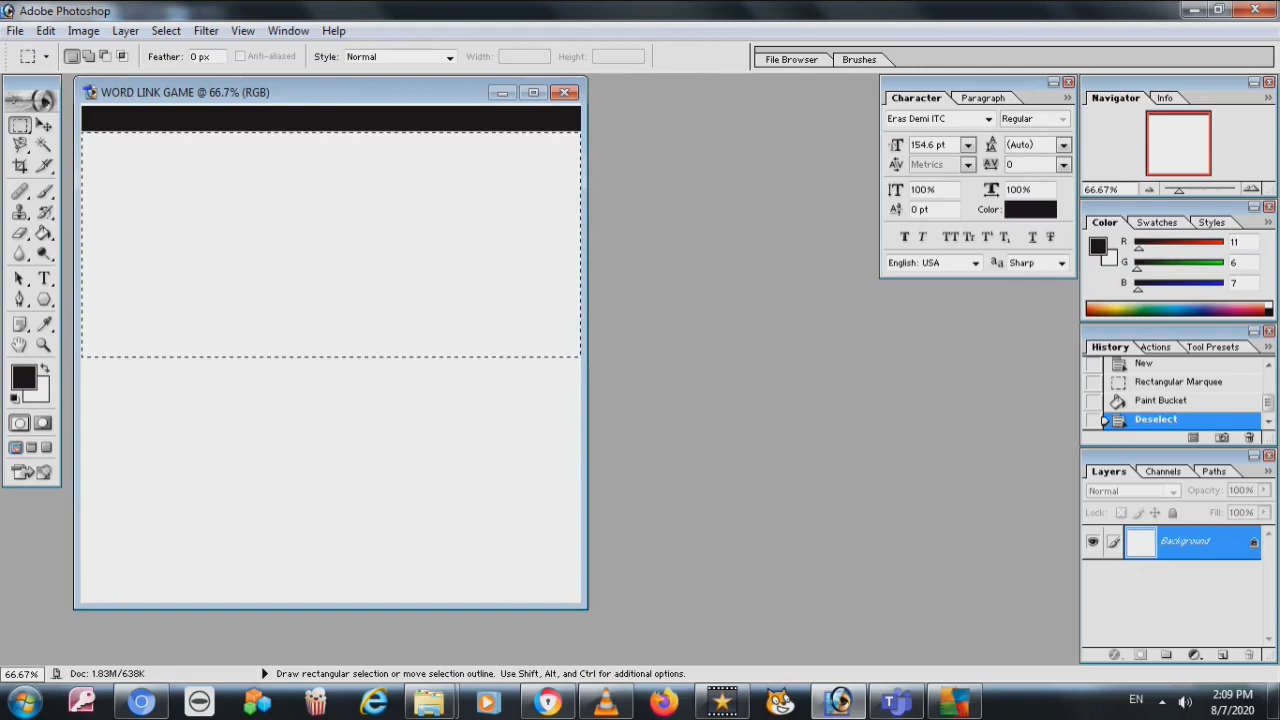 Adobe Photoshop
File Edit Image Layer Select Filter View Window Help
Feather: 0 px Anti-aliased Style: Normal Width: Height: File Browser Brushes
WORD LINK GAME @ 66.7% (RGB)
Character Paragraph
Eras Demi ITC Regular
154.6 pt (Auto)
Metrics 0
100% 100%
0 pt Color:
T T TT Tr T¹ T₁ T T
English: USA aa Sharp
Navigator Info
66.67%
Color Swatches Styles
R 11
G 6
B 7
History Actions Tool Presets
New
Rectangular Marquee
Paint Bucket
Deselect
Layers Channels Paths
Normal Opacity: 100%
Lock: Fill: 100%
Background
66.67% Doc: 1.83M/638K Draw rectangular selection or move selection outline. Use Shift, Alt, and Ctrl for additional options.
EN 2:09 PM
8/7/2020